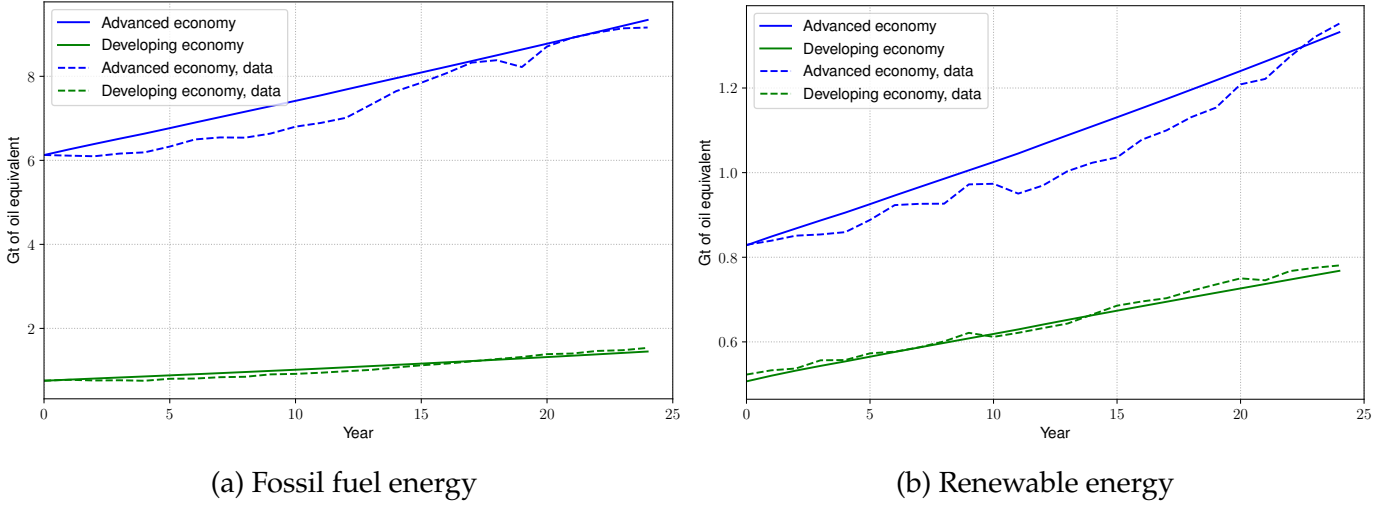 Advanced economy
Developing economy
Advanced economy, data
Developing economy, data
8
6
4
2
Gt of oil equivalent
0 5 10 15 20 25
Year
(a) Fossil fuel energy
Advanced economy
Developing economy
Advanced economy, data
Developing economy, data
1.2
1.0
0.8
0.6
Gt of oil equivalent
0 5 10 15 20 25
Year
(b) Renewable energy